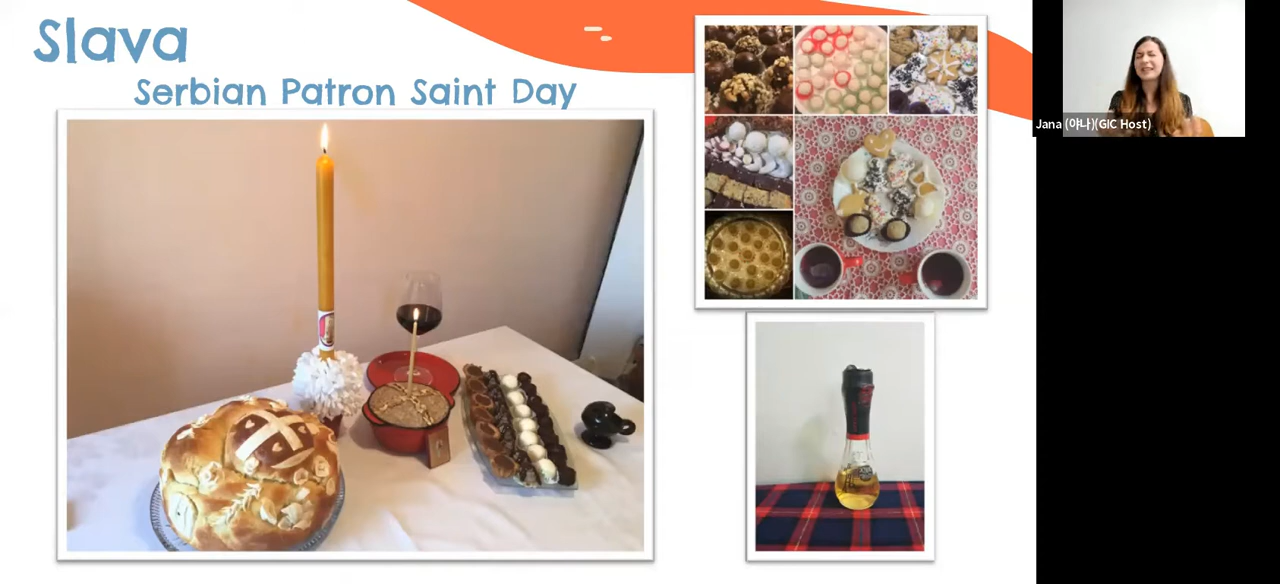 Slava
Serbian Patron Saint Day
Jana (야나)(GIC Host)